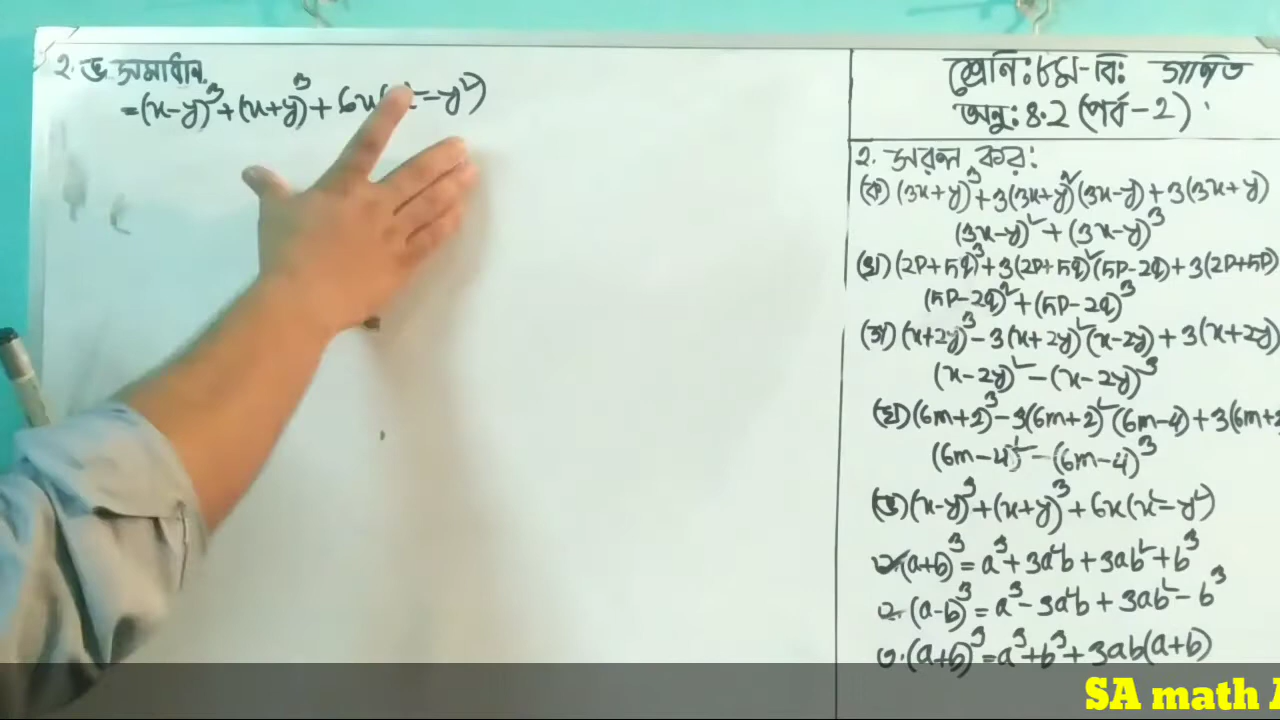 ২. ঙ সমাধান.
=(x-y)³+(x+y)³+6x(x²-y²)
শ্রেণি: ৮ম-বি: গণিত
অনু: ৪.2 (পর্ব-2)
২. সরল কর:
(ক) (3x+y)³+3(3x+y)²(3x-y)+3(3x+y)
(3x-y)²+(3x-y)³
(খ) (2p+5q)³+3(2p+5q)²(5p-2q)+3(2p+5p)
(5p-2q)²+(5p-2q)³
(গ) (x+2y)³-3(x+2y)²(x-2y)+3(x+2y)
(x-2y)²-(x-2y)³
(ঘ) (6m+2)³-3(6m+2)²(6m-4)+3(6m+2
(6m-4)²-(6m-4)³
(ঙ) (x-y)³+(x+y)³+6x(x²-y²)
(a+b)³=a³+3a²b+3ab²+b³
২. (a-b)³=a³-3a²b+3ab²-b³
৩. (a+b)³=a³+b³+3ab(a+b)
SA math